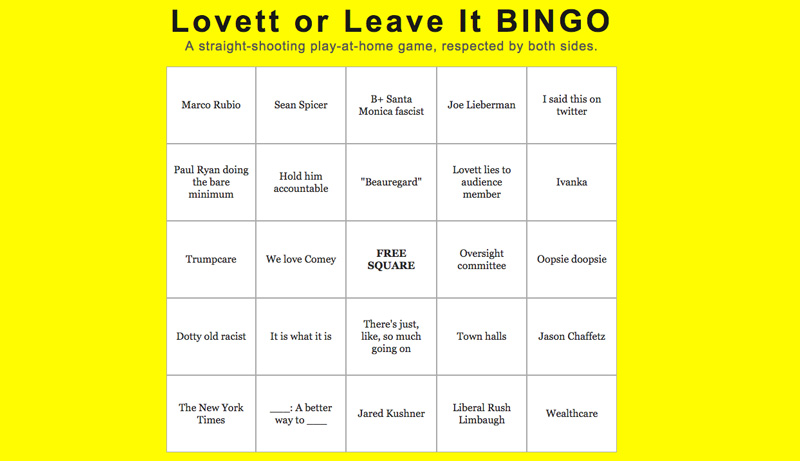 Lovett or Leave It BINGO
A straight-shooting play-at-home game, respected by both sides.
Marco Rubio
Sean Spicer
B+ Santa
Monica fascist
Joe Lieberman
I said this on
twitter
Paul Ryan doing
the bare
minimum
Hold him
accountable
"Beauregard"
Lovett lies to
audience
member
Ivanka
Trumpcare
We love Comey
FREE
SQUARE
Oversight
committee
Oopsie doopsie
Dotty old racist
It is what it is
There's just,
like, so much
going on
Town halls
Jason Chaffetz
The New York
Times
____: A better
way to ____
Jared Kushner
Liberal Rush
Limbaugh
Wealthcare